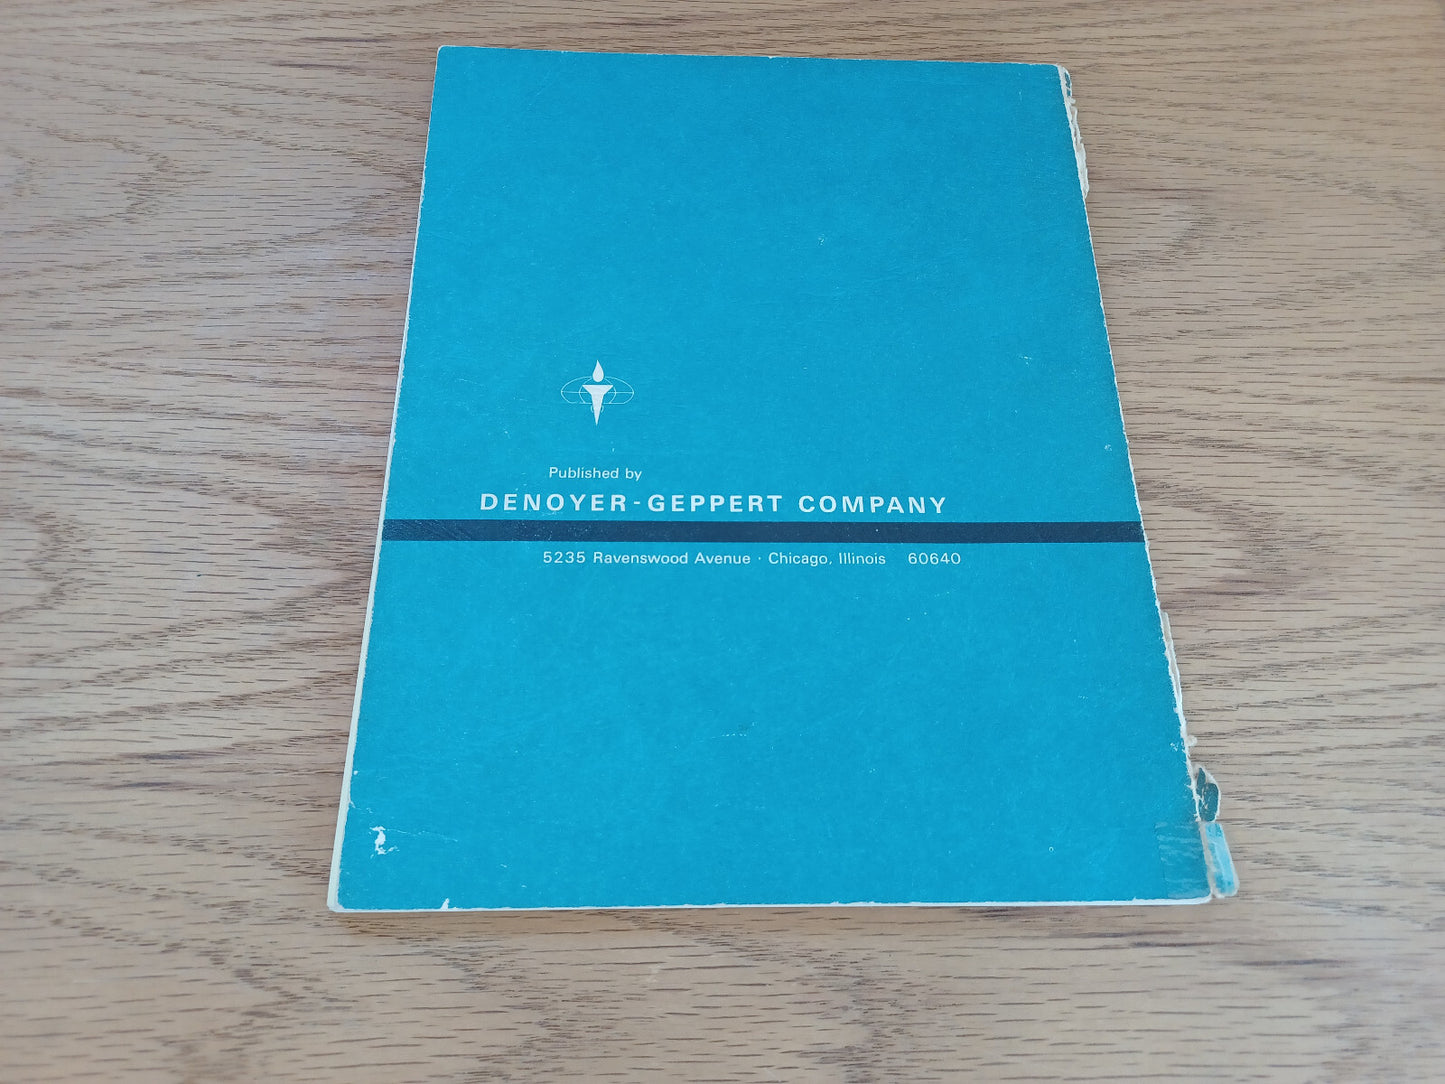 Published by
DENOYER-GEPPERT COMPANY
5235 Ravenswood Avenue · Chicago, Illinois 60640